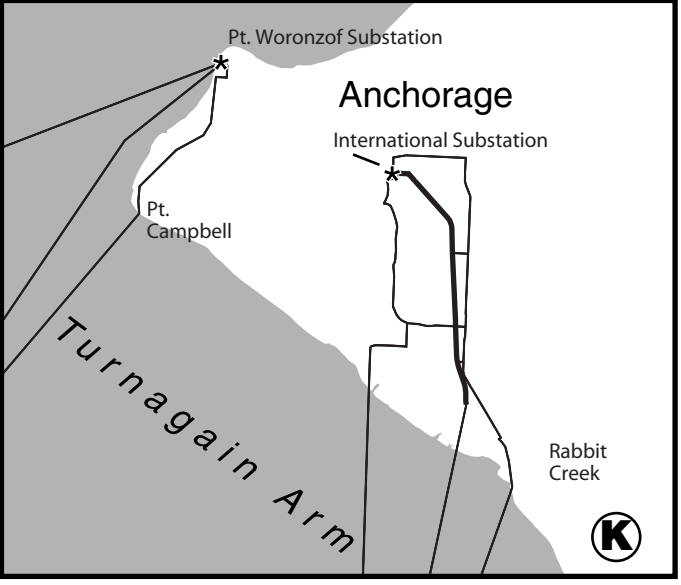 Pt. Woronzof Substation
Anchorage
International Substation
Pt.
Campbell
Turnagain Arm
Rabbit
Creek
K